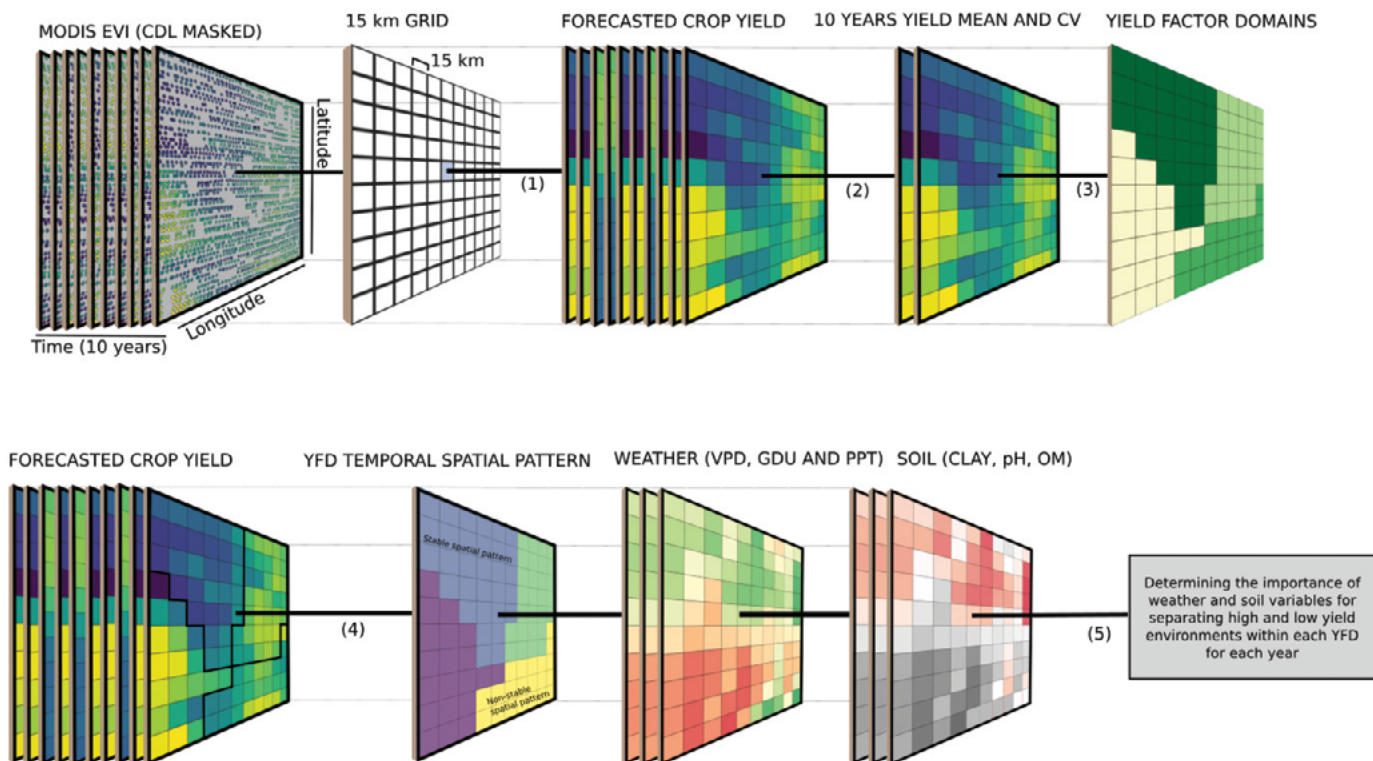 MODIS EVI (CDL MASKED)
15 km GRID
FORECASTED CROP YIELD
10 YEARS YIELD MEAN AND CV
YIELD FACTOR DOMAINS
15 km
Latitude
Longitude
Time (10 years)
(1)
(2)
(3)
FORECASTED CROP YIELD
YFD TEMPORAL SPATIAL PATTERN
WEATHER (VPD, GDU AND PPT)
SOIL (CLAY, pH, OM)
Stable spatial pattern
Non-stable
spatial pattern
(4)
(5)
Determining the importance of
weather and soil variables for
separating high and low yield
environments within each YFD
for each year